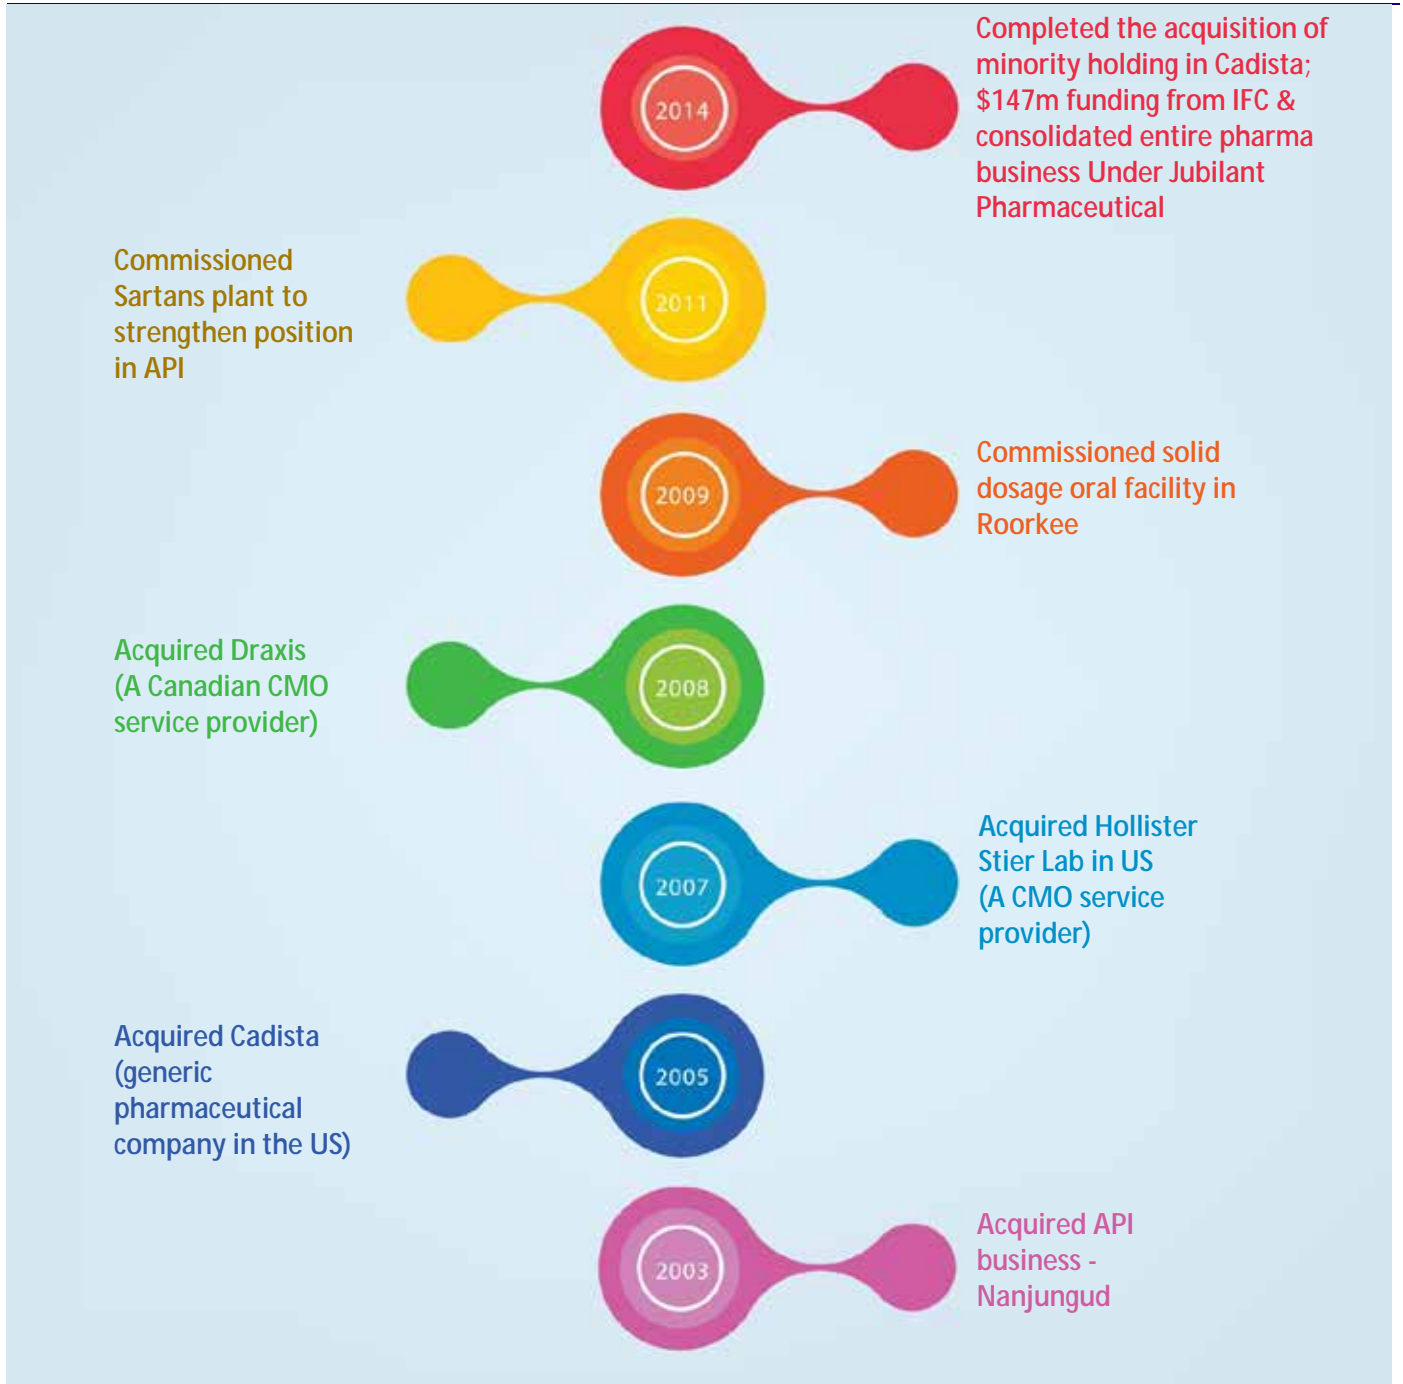 2014
Completed the acquisition of
minority holding in Cadista;
$147m funding from IFC &
consolidated entire pharma
business Under Jubilant
Pharmaceutical
Commissioned
Sartans plant to
strengthen position
in API
2011
2009
Commissioned solid
dosage oral facility in
Roorkee
Acquired Draxis
(A Canadian CMO
service provider)
2008
2007
Acquired Hollister
Stier Lab in US
(A CMO service
provider)
Acquired Cadista
(generic
pharmaceutical
company in the US)
2005
2003
Acquired API
business -
Nanjungud